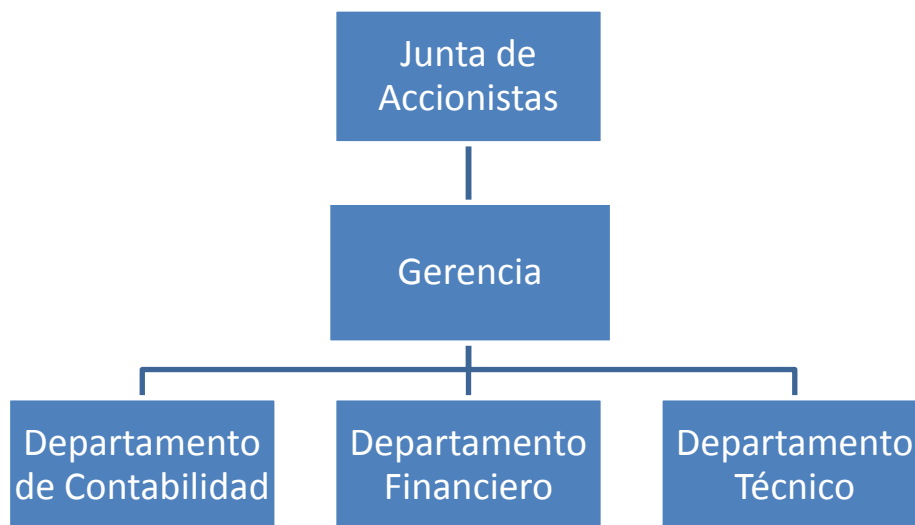 Junta de
Accionistas
Gerencia
Departamento
de Contabilidad
Departamento
Financiero
Departamento
Técnico